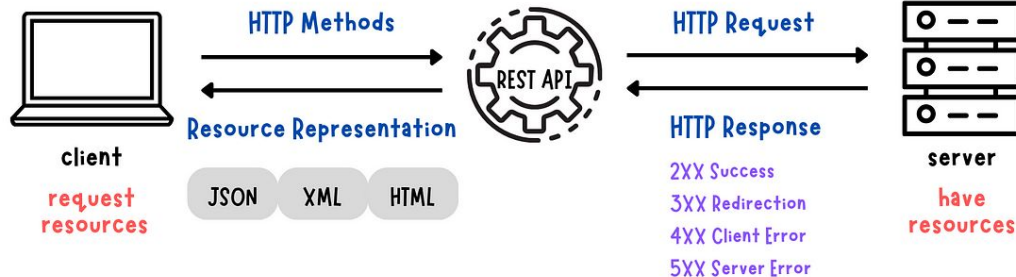 HTTP Methods
HTTP Request
REST API
Resource Representation
HTTP Response
client
JSON
XML
HTML
2XX Success
server
request
resources
3XX Redirection
have
resources
4XX Client Error
5XX Server Error